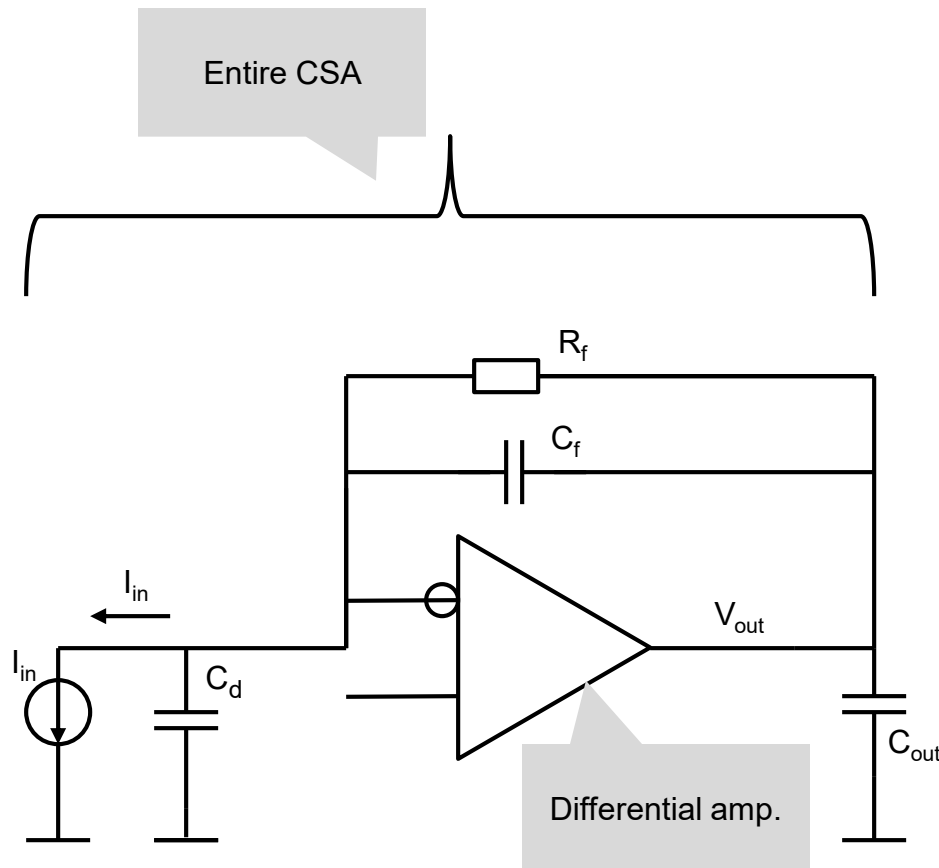 Entire CSA
R_f
C_f
I_in
V_out
I_in
C_d
C_out
Differential amp.